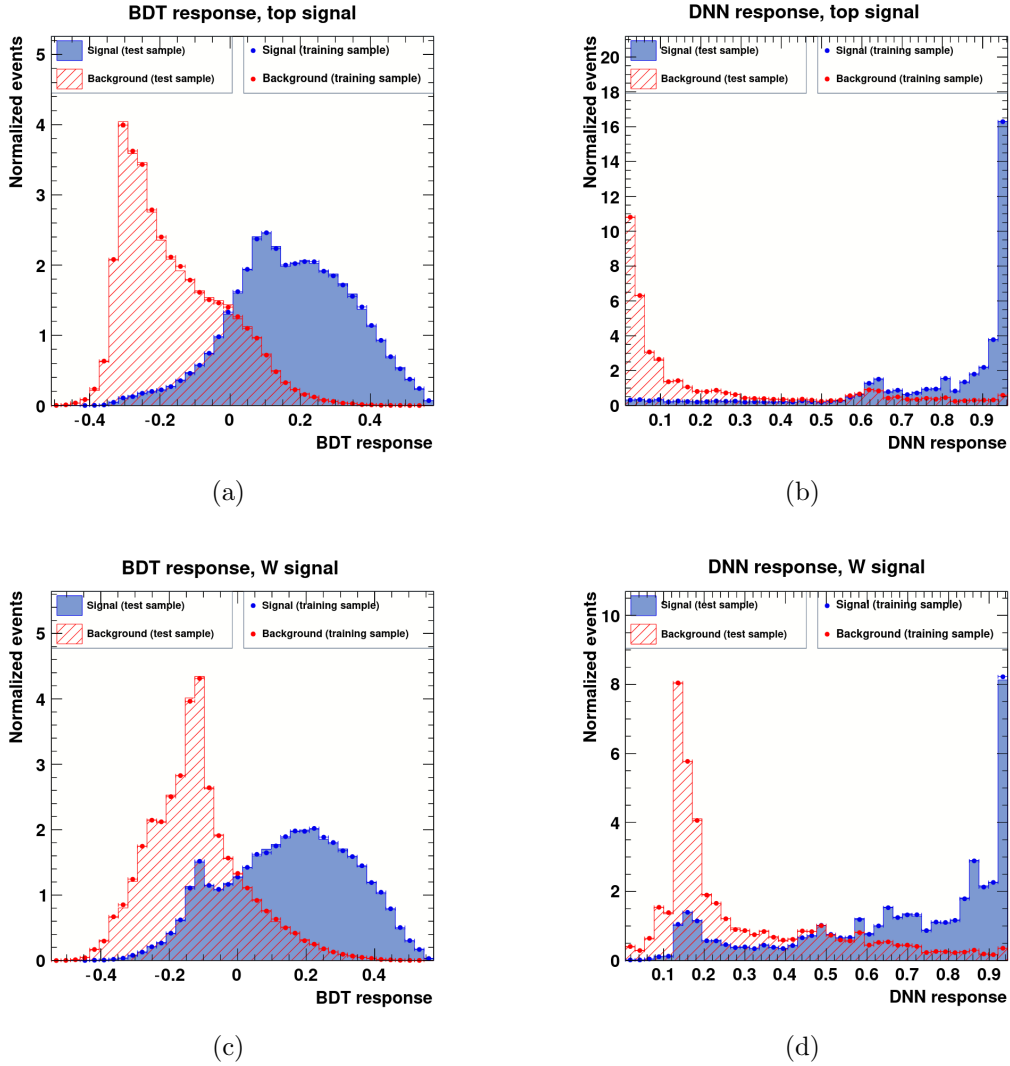 BDT response, top signal
Normalized events
Signal (test sample)
Signal (training sample)
Background (test sample)
Background (training sample)
5
4
3
2
1
0
-0.4 -0.2 0 0.2 0.4
BDT response
(a)
DNN response, top signal
Normalized events
Signal (test sample)
Signal (training sample)
Background (test sample)
Background (training sample)
20
18
16
14
12
10
8
6
4
2
0
0.1 0.2 0.3 0.4 0.5 0.6 0.7 0.8 0.9
DNN response
(b)
BDT response, W signal
Normalized events
Signal (test sample)
Signal (training sample)
Background (test sample)
Background (training sample)
5
4
3
2
1
0
-0.4 -0.2 0 0.2 0.4
BDT response
(c)
DNN response, W signal
Normalized events
Signal (test sample)
Signal (training sample)
Background (test sample)
Background (training sample)
10
8
6
4
2
0
0.1 0.2 0.3 0.4 0.5 0.6 0.7 0.8 0.9
DNN response
(d)